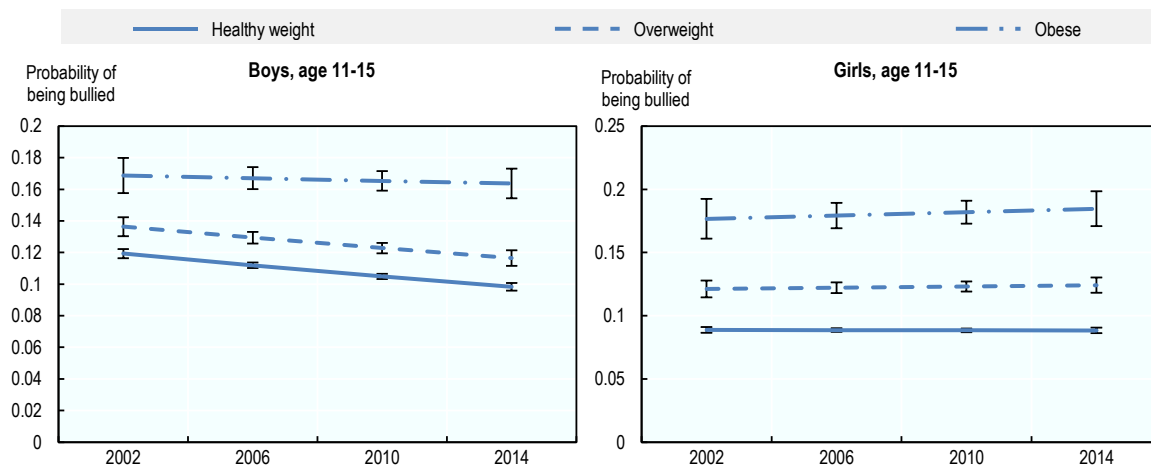 Healthy weight
Overweight
Obese
Probability of
being bullied
Boys, age 11-15
0.2
0.18
0.16
0.14
0.12
0.1
0.08
0.06
0.04
0.02
0
2002
2006
2010
2014
Probability of
being bullied
Girls, age 11-15
0.25
0.2
0.15
0.1
0.05
0
2002
2006
2010
2014